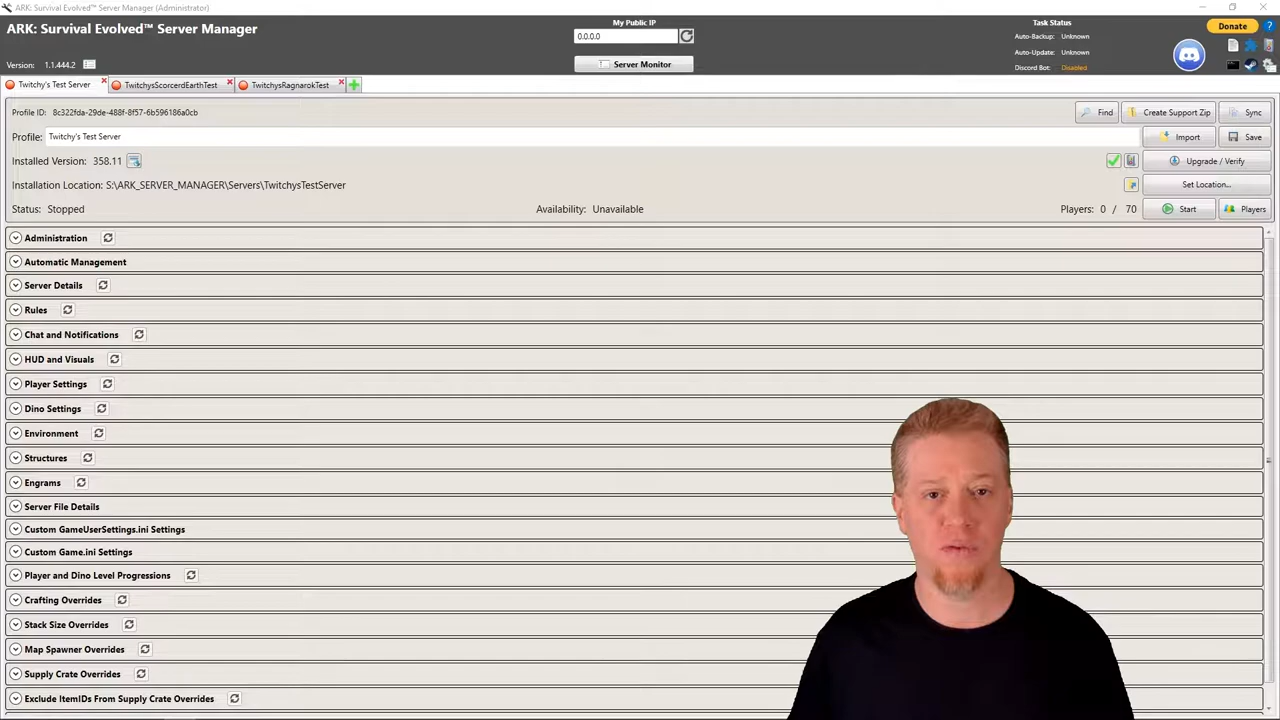 ARK: Survival Evolved™ Server Manager (Administrator)
ARK: Survival Evolved™ Server Manager
My Public IP
0.0.0.0
Server Monitor
Task Status
Auto-Backup: Unknown
Auto-Update: Unknown
Discord Bot: Disabled
Donate
?
Version: 1.1.444.2
Twitchy's Test Server
TwitchysScorcerdEarthTest
TwitchysRagnarokTest
Profile ID: 8c322fda-29de-488f-8f57-6b596186a0cb
Find
Create Support Zip
Sync
Profile: Twitchy's Test Server
Import
Save
Installed Version: 358.11
Upgrade / Verify
Installation Location: S:\ARK_SERVER_MANAGER\Servers\TwitchysTestServer
Set Location...
Status: Stopped
Availability: Unavailable
Players: 0 / 70
Start
Players
Administration
Automatic Management
Server Details
Rules
Chat and Notifications
HUD and Visuals
Player Settings
Dino Settings
Environment
Structures
Engrams
Server File Details
Custom GameUserSettings.ini Settings
Custom Game.ini Settings
Player and Dino Level Progressions
Crafting Overrides
Stack Size Overrides
Map Spawner Overrides
Supply Crate Overrides
Exclude ItemIDs From Supply Crate Overrides